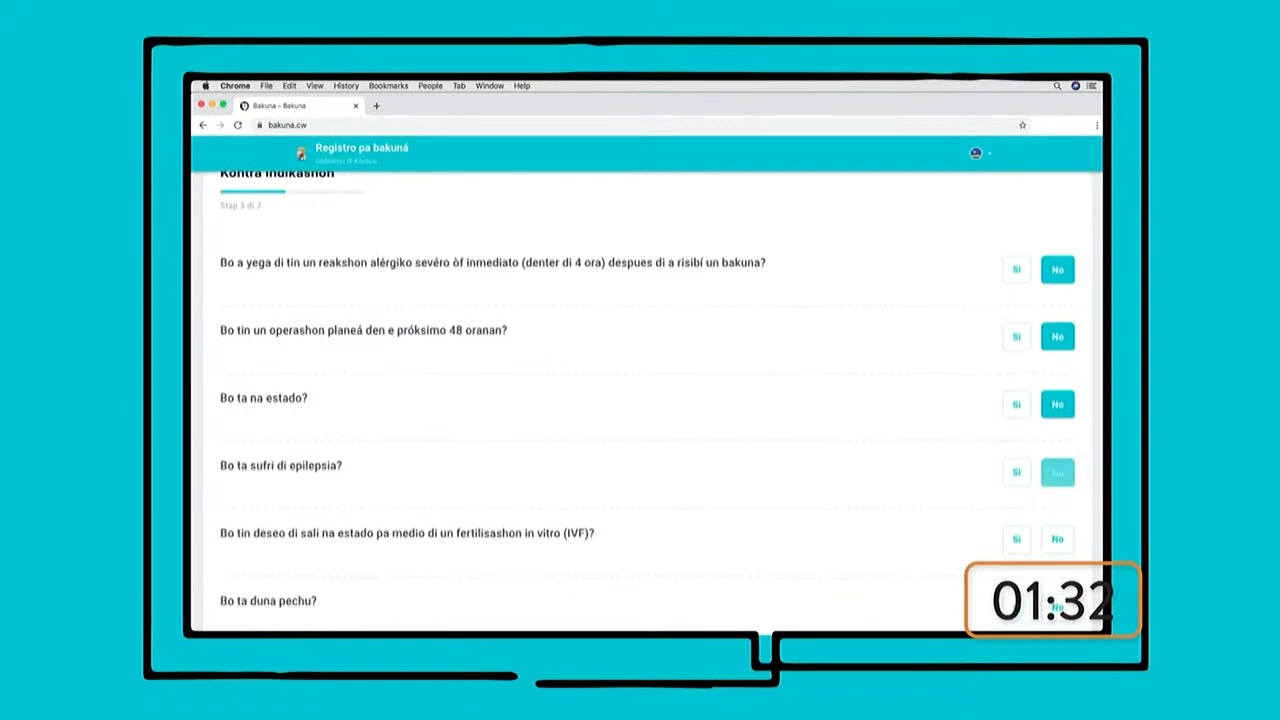 Chrome File Edit View History Bookmarks People Tab Window Help
Bakuna – Bakuna
bakuna.cw
Registro pa bakuná
Gobièrnu di Kòrsou
Kontra indikashon
Stap 3 di 7
Bo a yega di tin un reakshon alérgiko sevéro òf inmediato (denter di 4 ora) despues di a risibí un bakuna?
Si No
Bo tin un operashon planeá den e próksimo 48 oranan?
Si No
Bo ta na estado?
Si No
Bo ta sufri di epilepsia?
Si
Bo tin deseo di sali na estado pa medio di un fertilisashon in vitro (IVF)?
Si No
Bo ta duna pechu?
No
01:32